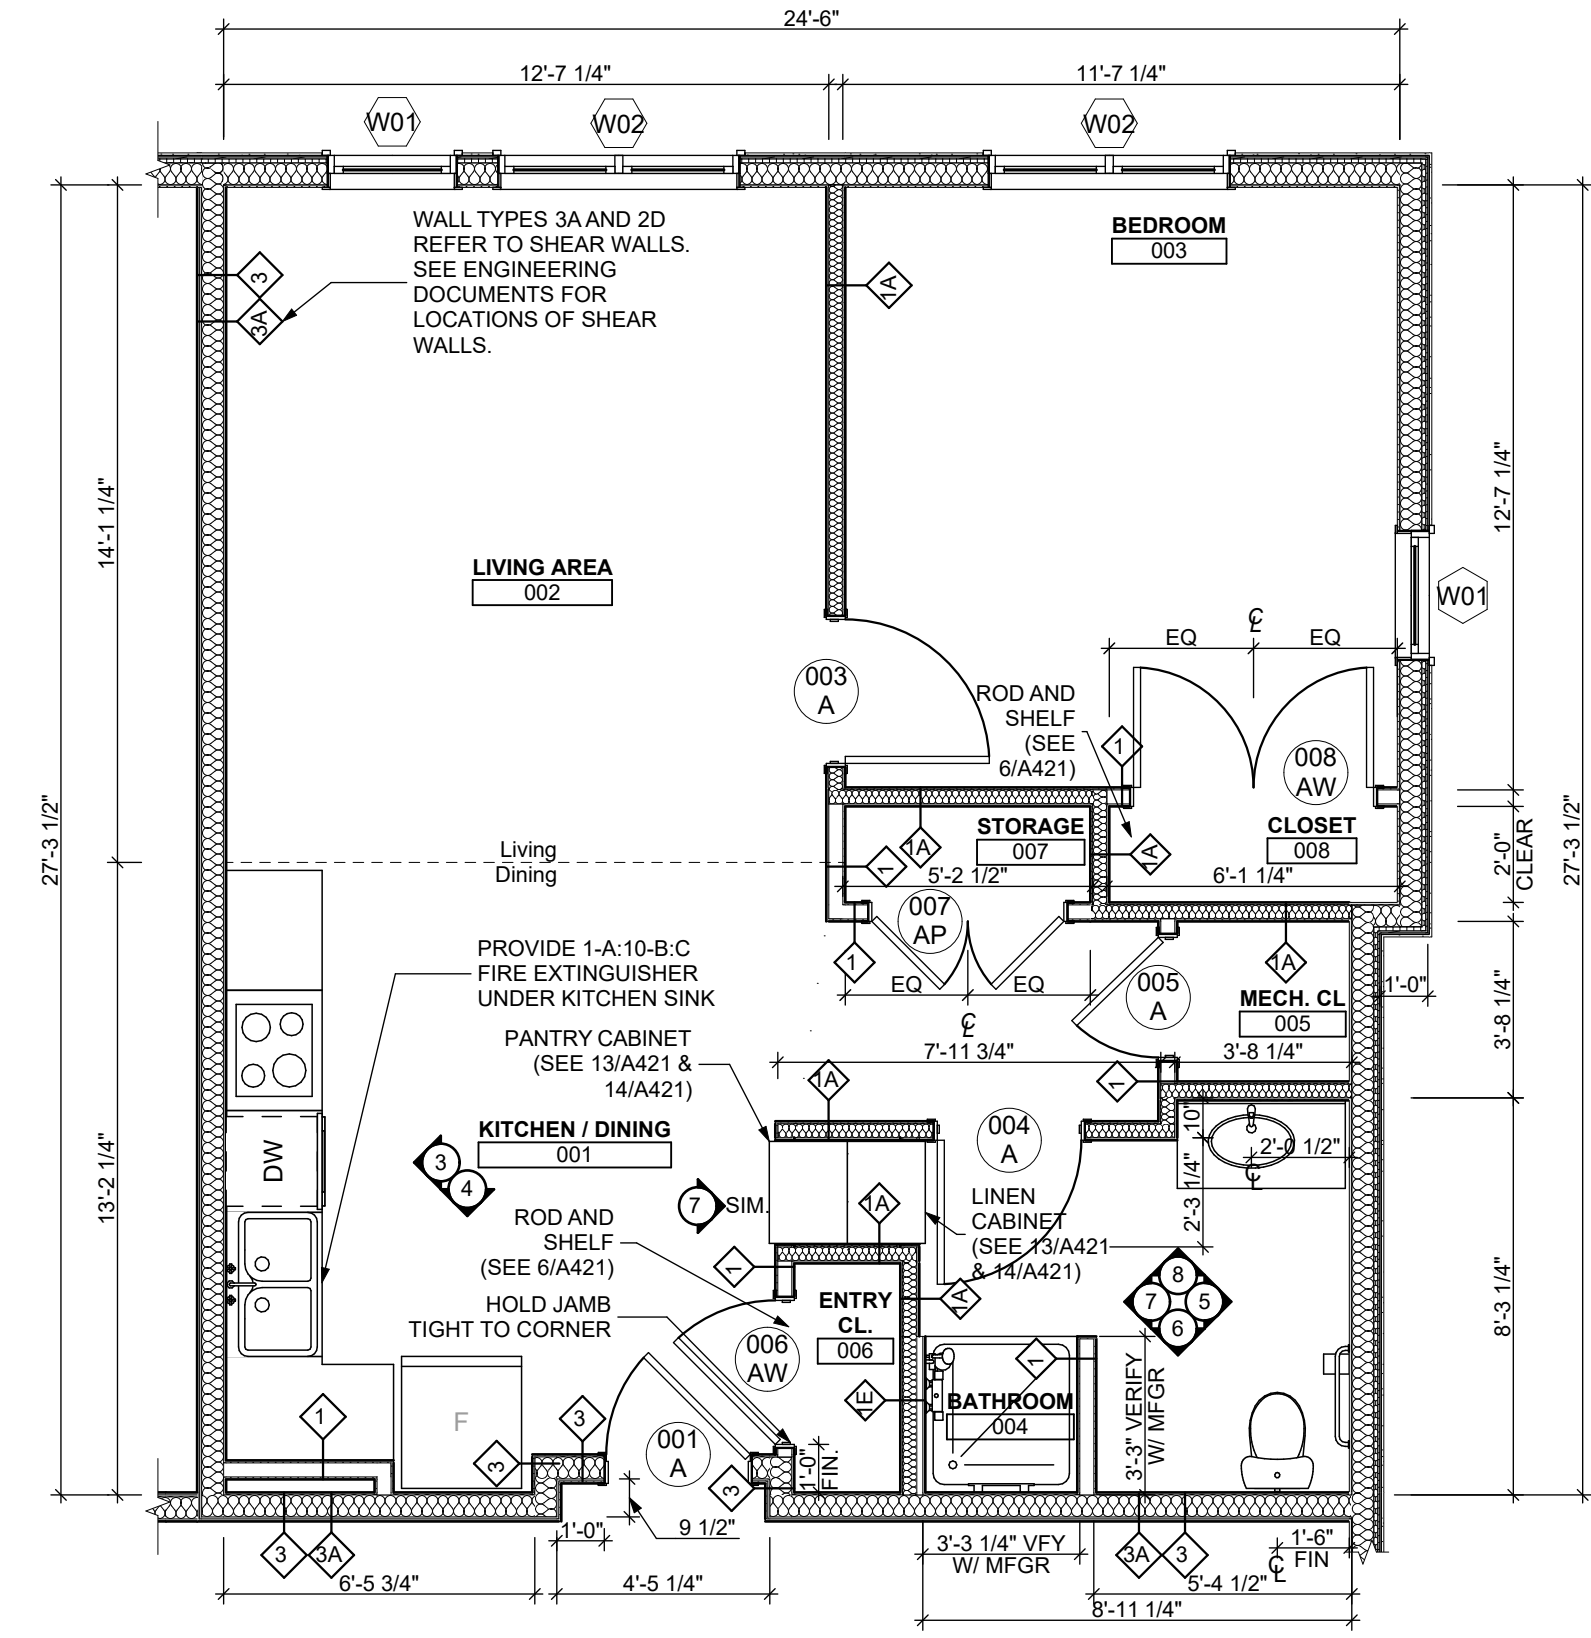 24'-6"
12'-7 1/4"
11'-7 1/4"
W01
W02
W02
WALL TYPES 3A AND 2D
REFER TO SHEAR WALLS.
SEE ENGINEERING
DOCUMENTS FOR
LOCATIONS OF SHEAR
WALLS.
BEDROOM
003
3
3A
1A
14'-1 1/4"
12'-7 1/4"
LIVING AREA
002
W01
EQ
EQ
003
A
ROD AND
SHELF
(SEE
6/A421)
1
008
AW
27'-3 1/2"
27'-3 1/2"
Living
Dining
STORAGE
007
CLOSET
008
1A
1A
1
5'-2 1/2"
6'-1 1/4"
2'-0"
CLEAR
007
AP
1
1A
PROVIDE 1-A:10-B:C
FIRE EXTINGUISHER
UNDER KITCHEN SINK
EQ
EQ
005
A
MECH. CL
005
1'-0"
3'-8 1/4"
PANTRY CABINET
(SEE 13/A421 &
14/A421)
7'-11 3/4"
3'-8 1/4"
1A
1
KITCHEN / DINING
001
004
A
10"
2'-0 1/2"
2'-3 1/4"
DW
3
4
13'-2 1/4"
7
SIM.
1A
LINEN
CABINET
(SEE 13/A421
& 14/A421)
ROD AND
SHELF
(SEE 6/A421)
1
1A
HOLD JAMB
TIGHT TO CORNER
ENTRY
CL.
006
006
AW
8
7
5
6
8'-3 1/4"
1
1E
BATHROOM
004
3'-3" VERIFY
W/ MFGR
F
1
3
3
001
A
3
1'-0"
FIN.
3
3A
1'-0"
9 1/2"
3'-3 1/4" VFY
W/ MFGR
3A
3
1'-6"
FIN
6'-5 3/4"
4'-5 1/4"
5'-4 1/2"
8'-11 1/4"